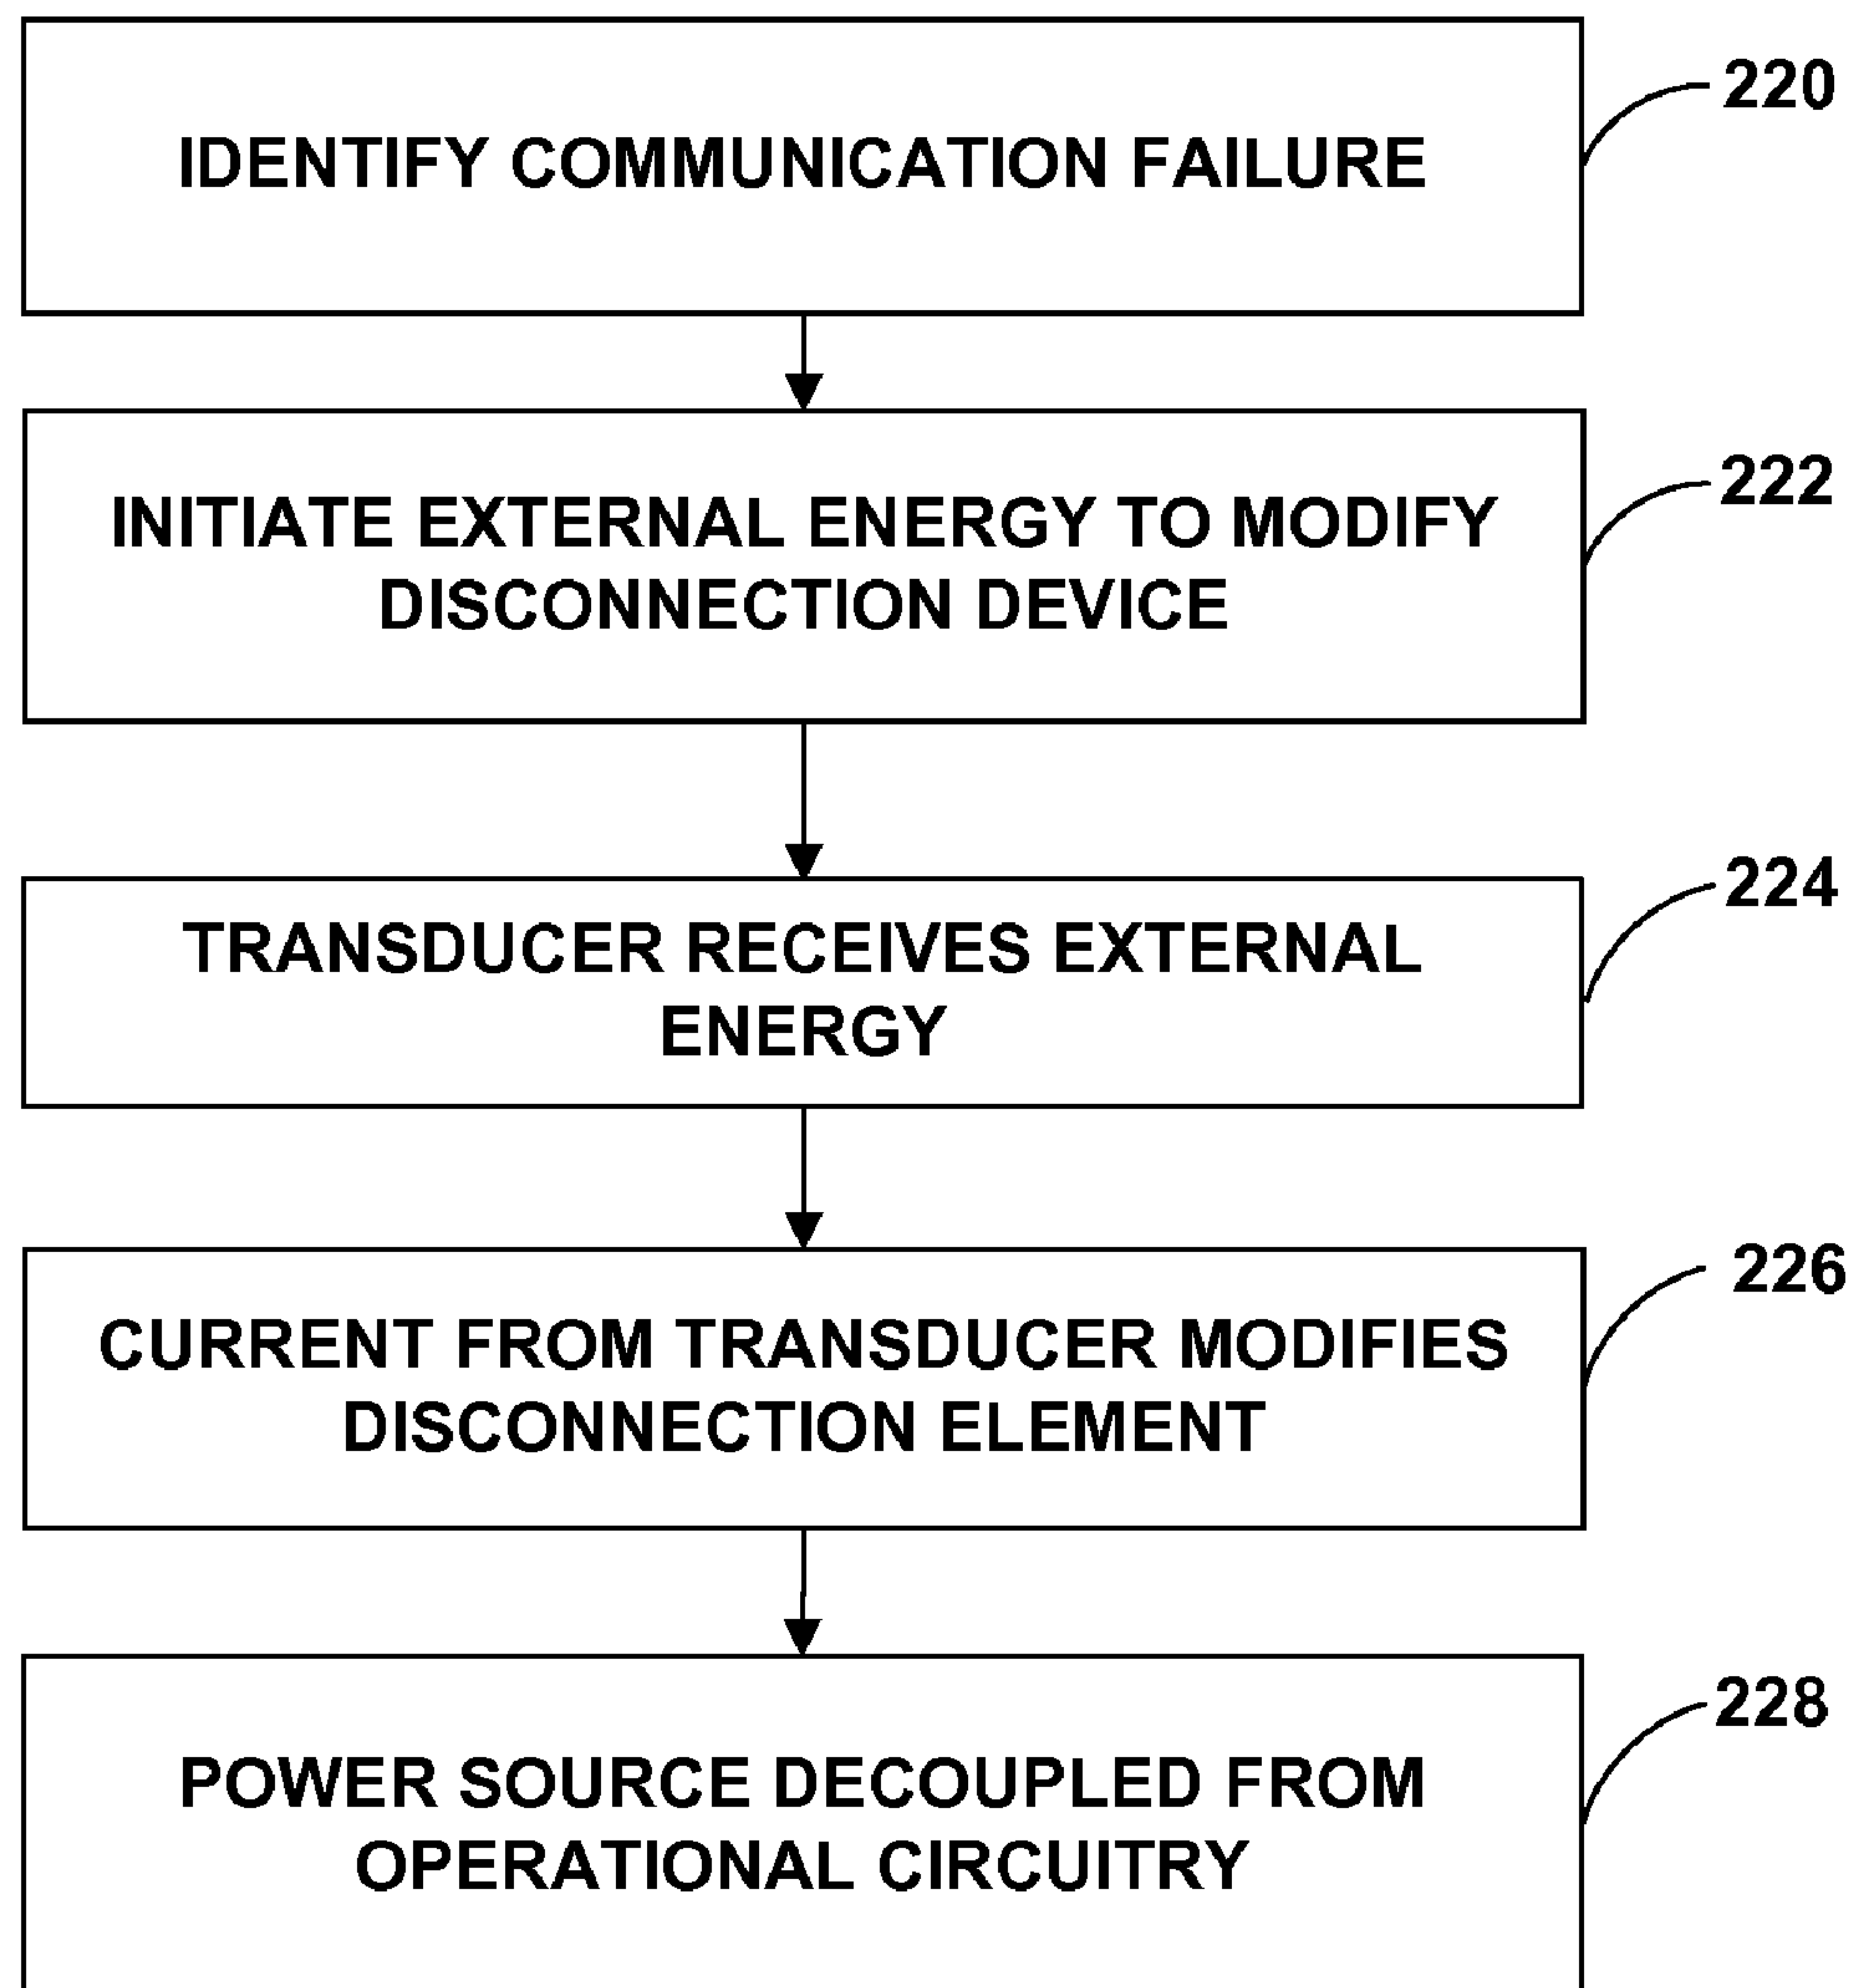 220
IDENTIFY COMMUNICATION FAILURE
222
INITIATE EXTERNAL ENERGY TO MODIFY
DISCONNECTION DEVICE
224
TRANSDUCER RECEIVES EXTERNAL
ENERGY
226
CURRENT FROM TRANSDUCER MODIFIES
DISCONNECTION ELEMENT
228
POWER SOURCE DECOUPLED FROM
OPERATIONAL CIRCUITRY